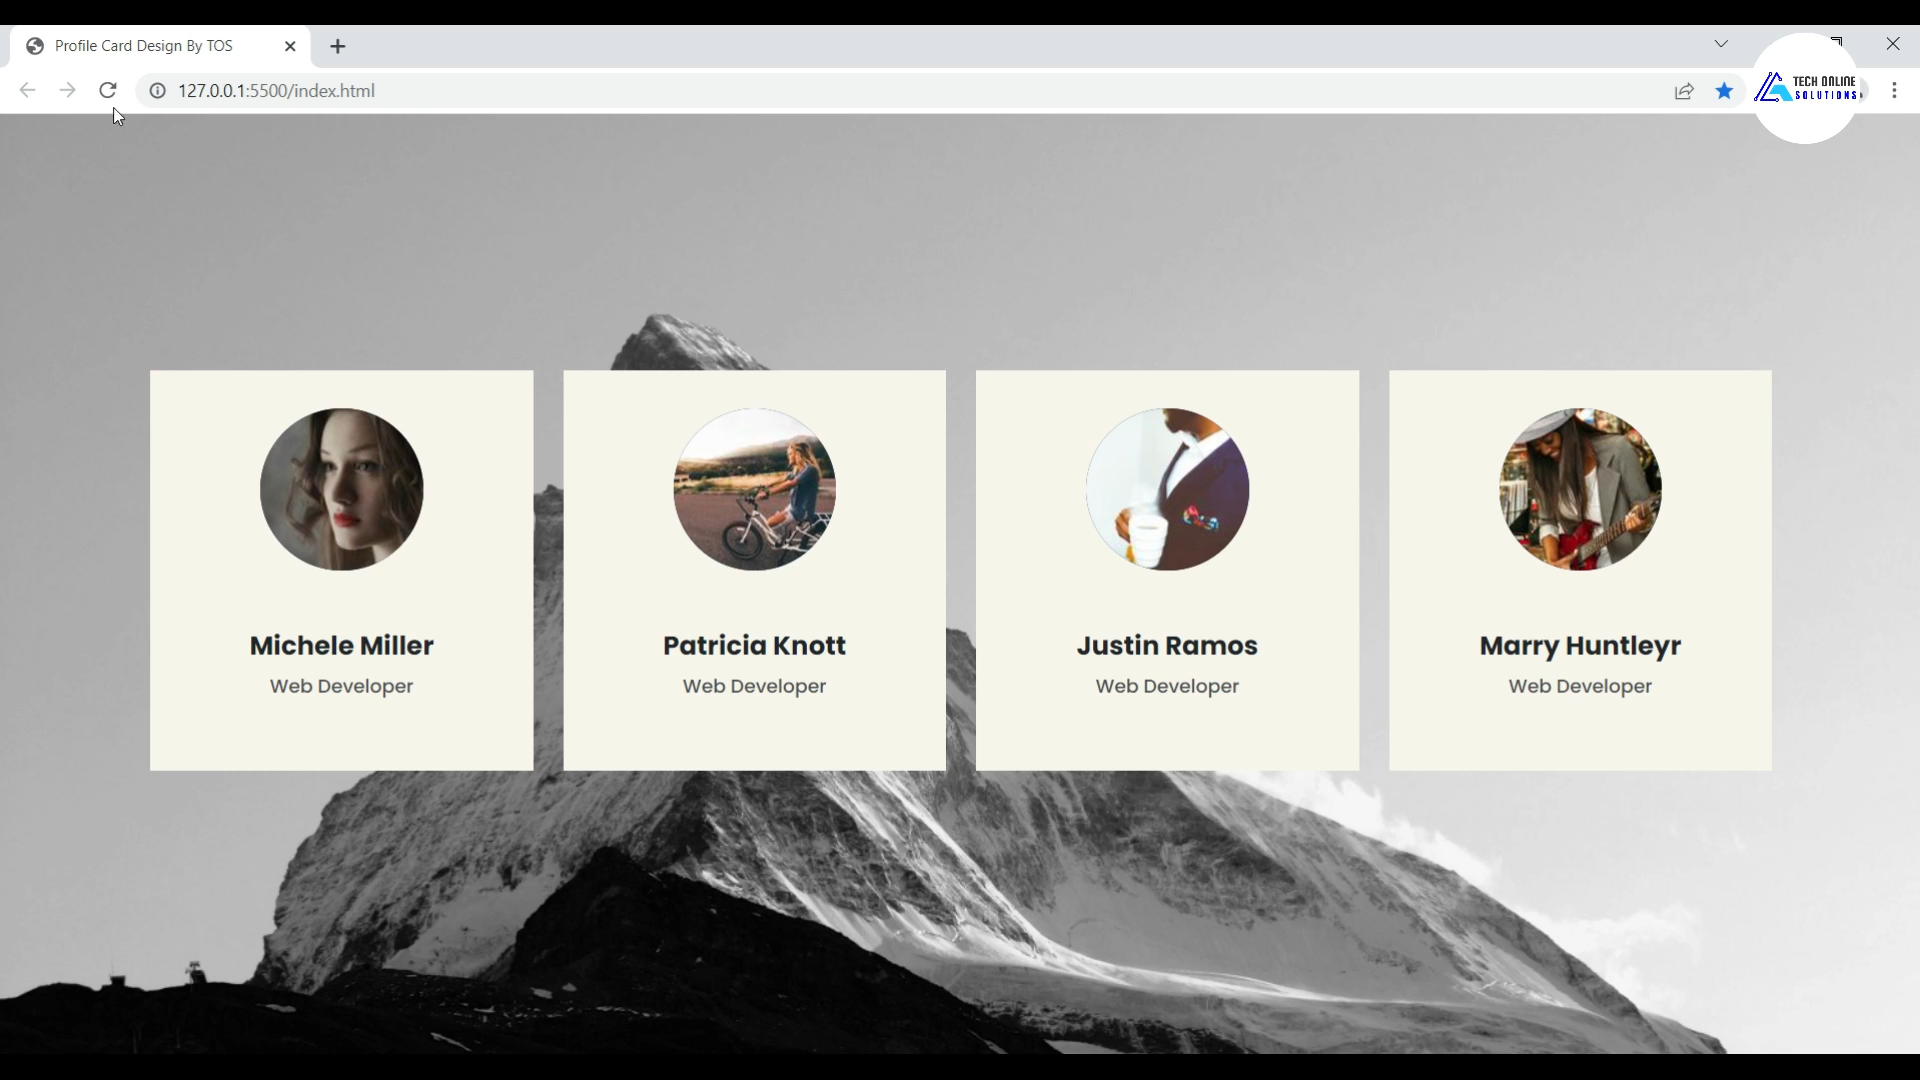 Profile Card Design By TOS
127.0.0.1:5500/index.html
TECH ONLINE
SOLUTIONS
Michele Miller
Web Developer
Patricia Knott
Web Developer
Justin Ramos
Web Developer
Marry Huntleyr
Web Developer